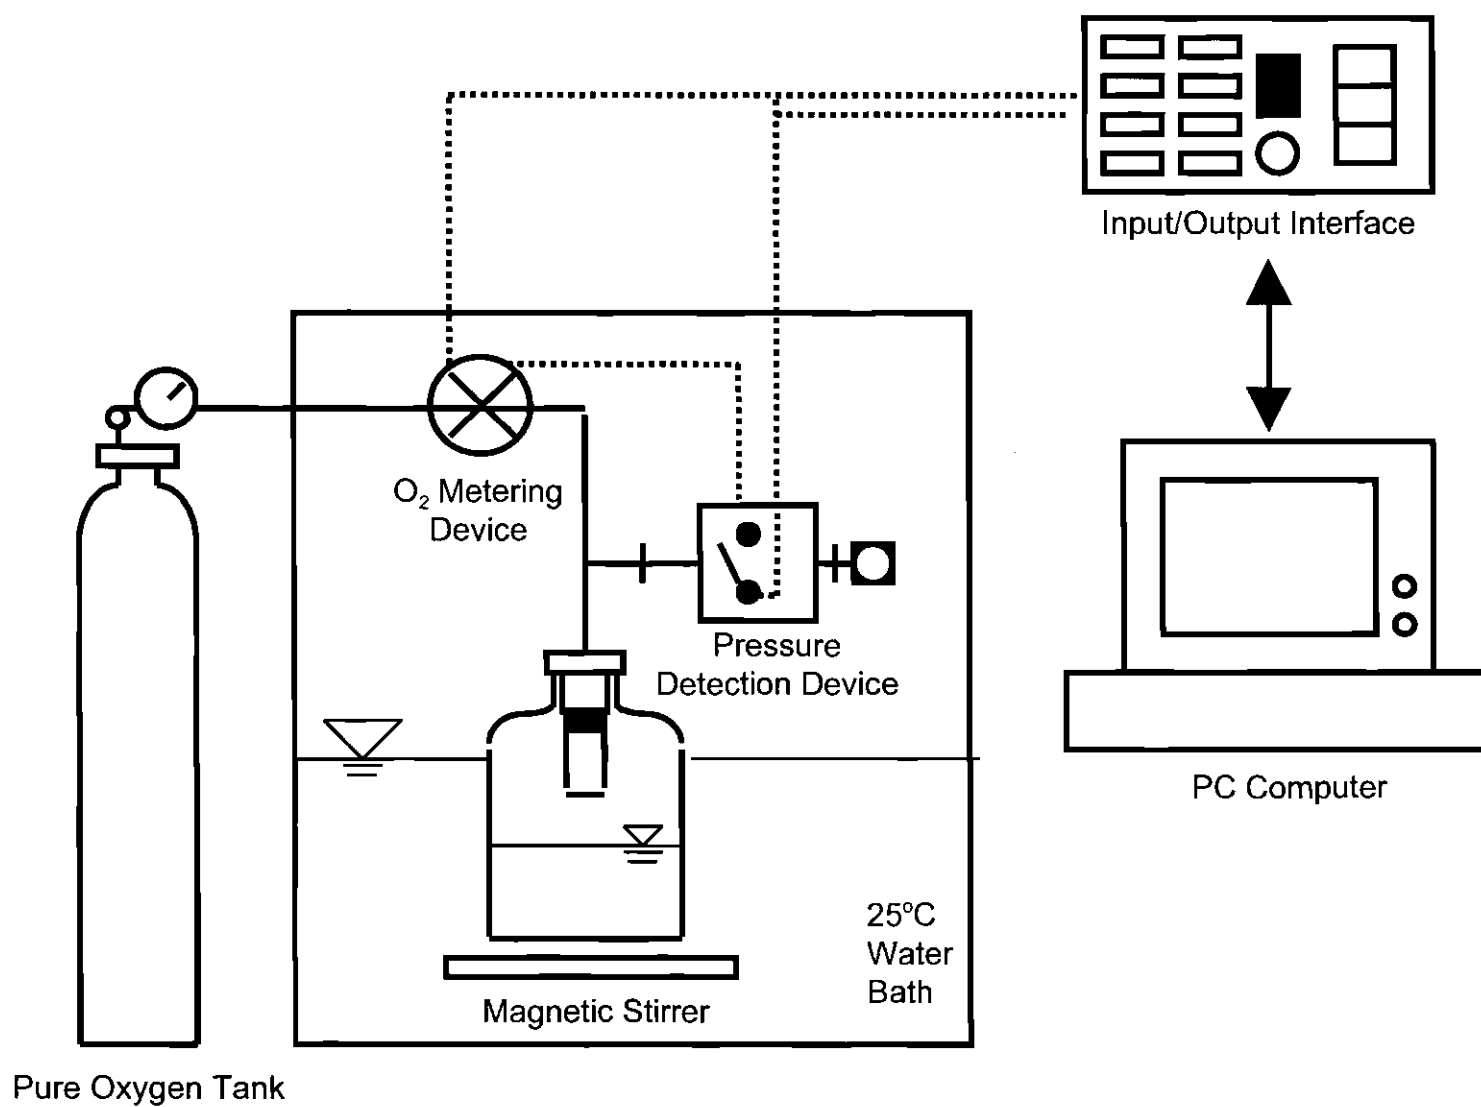 Input/Output Interface
O₂ Metering
Device
Pressure
Detection Device
PC Computer
25°C
Water
Bath
Magnetic Stirrer
Pure Oxygen Tank